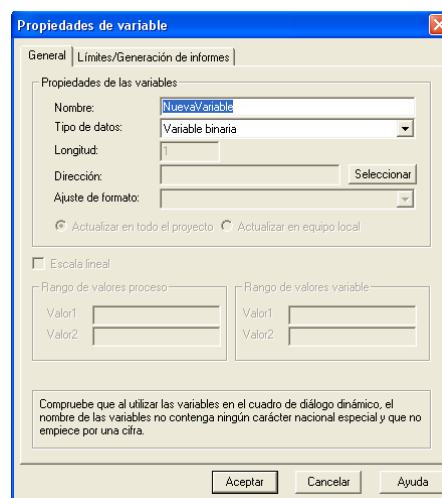 Propiedades de variable
General Límites/Generación de informes
Propiedades de las variables
Nombre: NuevaVariable
Tipo de datos: Variable binaria
Longitud: 1
Dirección: Seleccionar
Ajuste de formato:
Actualizar en todo el proyecto Actualizar en equipo local
Escala lineal
Rango de valores proceso Rango de valores variable
Valor1 Valor1
Valor2 Valor2
Compruebe que al utilizar las variables en el cuadro de diálogo dinámico, el
nombre de las variables no contenga ningún carácter nacional especial y que no
empiece por una cifra.
Aceptar Cancelar Ayuda